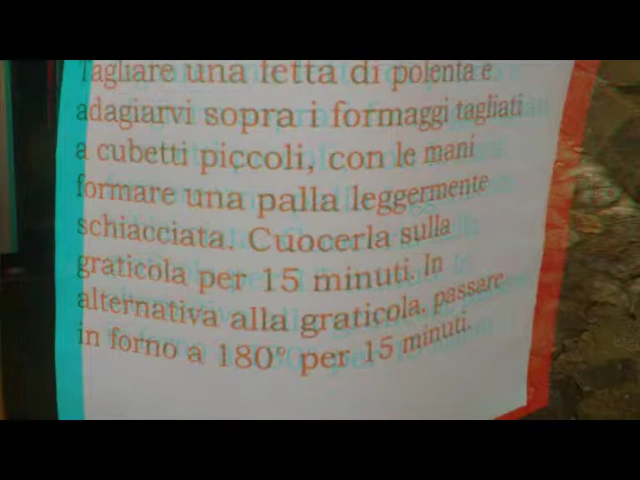 Tagliare una fetta di polenta e
adagiarvi sopra i formaggi tagliati
a cubetti piccoli, con le mani
formare una palla leggermente
schiacciata. Cuocerla sulla
graticola per 15 minuti. In
alternativa alla graticola, passare
in forno a 180° per 15 minuti.